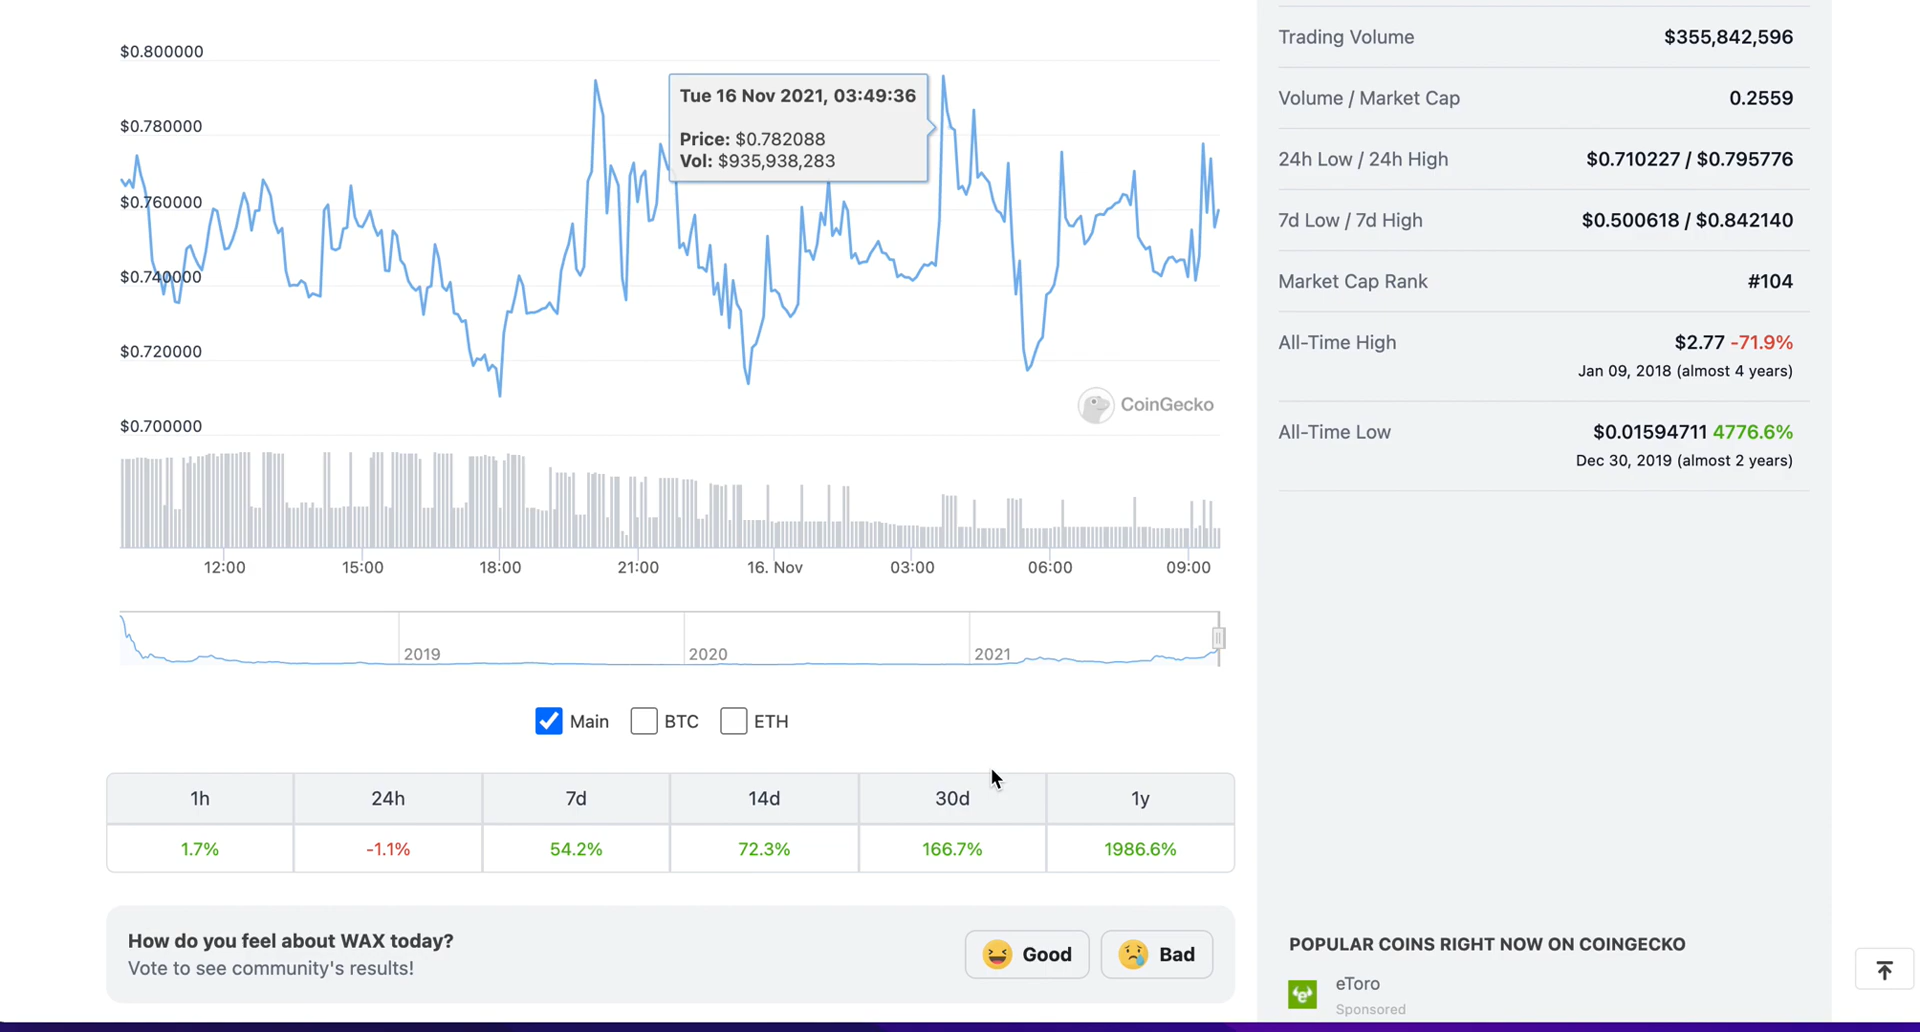 $0.800000
$0.780000
$0.760000
$0.740000
$0.720000
$0.700000
Tue 16 Nov 2021, 03:49:36
Price: $0.782088
Vol: $935,938,283
CoinGecko
12:00 15:00 18:00 21:00 16. Nov 03:00 06:00 09:00
2019 2020 2021
Main BTC ETH
1h 24h 7d 14d 30d 1y
1.7% -1.1% 54.2% 72.3% 166.7% 1986.6%
How do you feel about WAX today?
Vote to see community's results!
Good Bad
Trading Volume $355,842,596
Volume / Market Cap 0.2559
24h Low / 24h High $0.710227 / $0.795776
7d Low / 7d High $0.500618 / $0.842140
Market Cap Rank #104
All-Time High $2.77 -71.9%
Jan 09, 2018 (almost 4 years)
All-Time Low $0.01594711 4776.6%
Dec 30, 2019 (almost 2 years)
POPULAR COINS RIGHT NOW ON COINGECKO
eToro
Sponsored